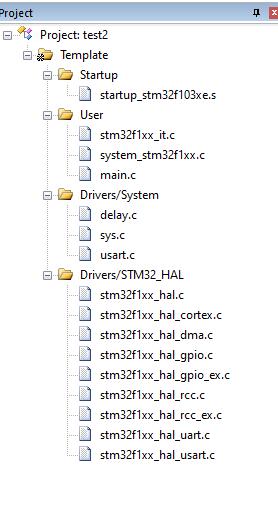 Project
Project: test2
Template
Startup
startup_stm32f103xe.s
User
stm32f1xx_it.c
system_stm32f1xx.c
main.c
Drivers/System
delay.c
sys.c
usart.c
Drivers/STM32_HAL
stm32f1xx_hal.c
stm32f1xx_hal_cortex.c
stm32f1xx_hal_dma.c
stm32f1xx_hal_gpio.c
stm32f1xx_hal_gpio_ex.c
stm32f1xx_hal_rcc.c
stm32f1xx_hal_rcc_ex.c
stm32f1xx_hal_uart.c
stm32f1xx_hal_usart.c